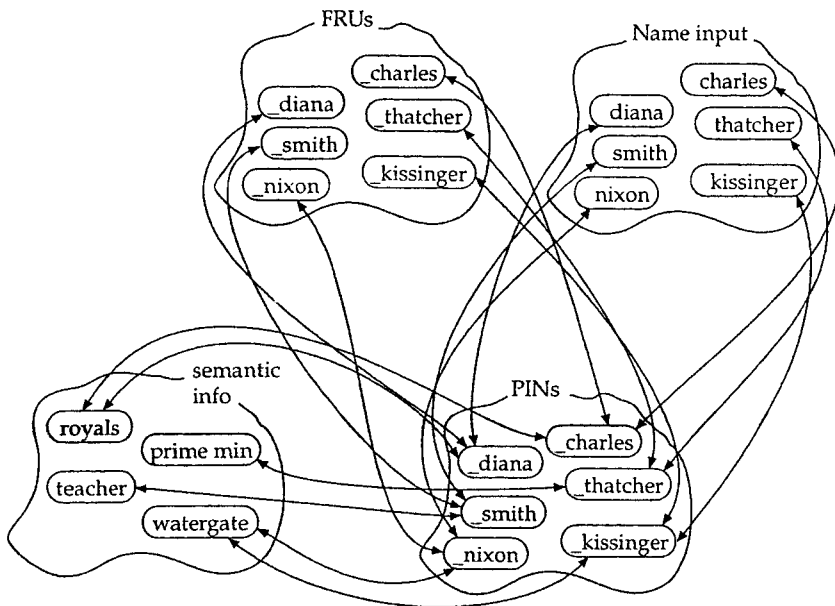 FRUs
_charles
_diana
_thatcher
_smith
_kissinger
_nixon
Name input
charles
diana
thatcher
smith
kissinger
nixon
semantic
info
royals
prime min
teacher
watergate
PINs
_charles
_diana
_thatcher
_smith
_kissinger
_nixon